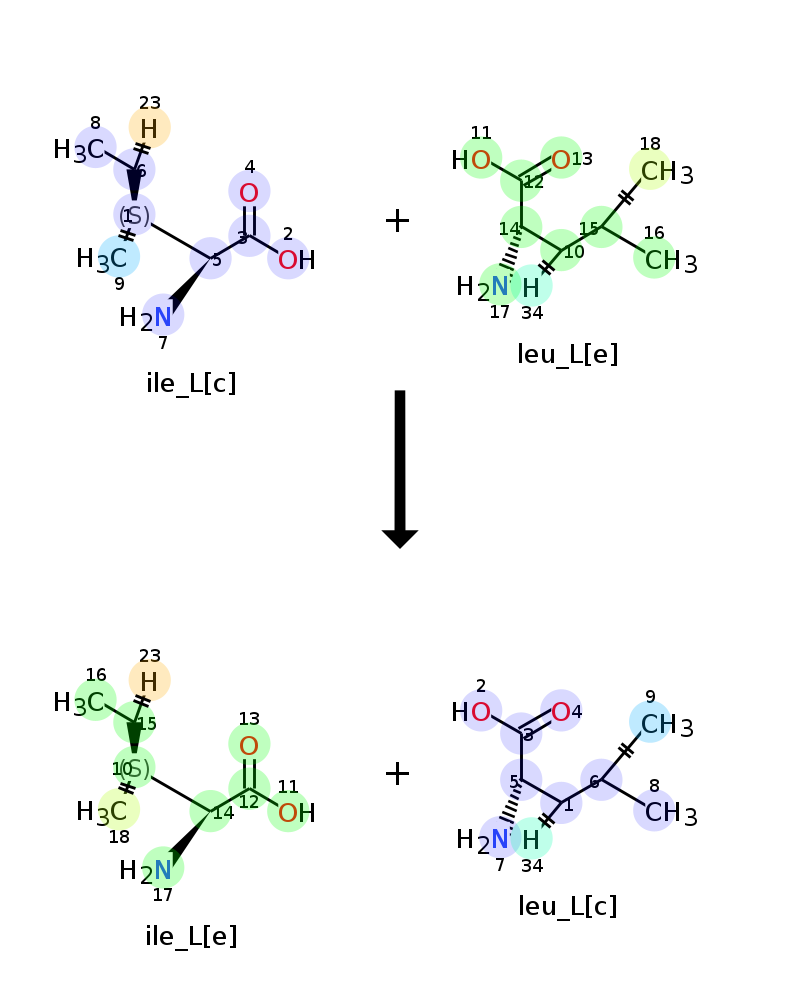 23
8
H
H3C
6
4
O
1
(S)
3
2
H3C
5
OH
9
H2N
7
ile_L[c]
+
11
18
HO
O
13
CH3
12
14
15
16
10
CH3
H2N
H
17
34
leu_L[e]
23
16
H
H3C
15
13
O
10
(S)
12
11
H3C
14
OH
18
H2N
17
ile_L[e]
+
2
9
HO
O
4
CH3
3
5
6
8
1
CH3
H2N
H
7
34
leu_L[c]